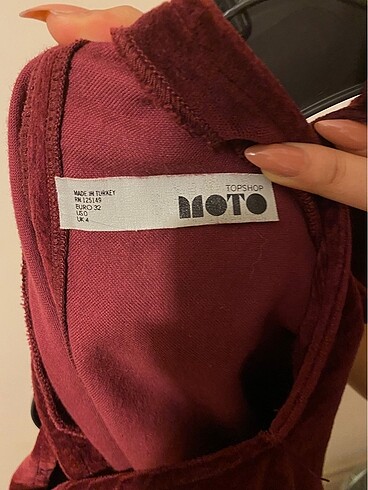 MADE IN TURKEY
RN 125149
EURO 32
US 0
UK 4
TOPSHOP
MOTO